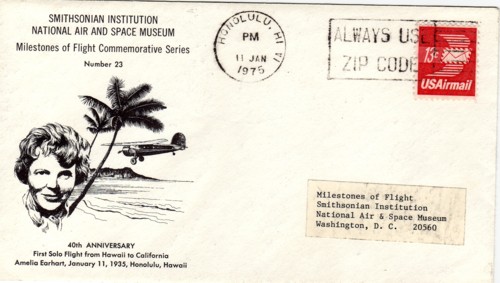 SMITHSONIAN INSTITUTION
NATIONAL AIR AND SPACE MUSEUM
Milestones of Flight Commemorative Series
Number 23
HONOLULU, HI
PM
11 JAN
1975
ALWAYS USE
ZIP CODE
13¢
USAirmail
Milestones of Flight
Smithsonian Institution
National Air & Space Museum
Washington, D. C. 20560
40th ANNIVERSARY
First Solo Flight from Hawaii to California
Amelia Earhart, January 11, 1935, Honolulu, Hawaii